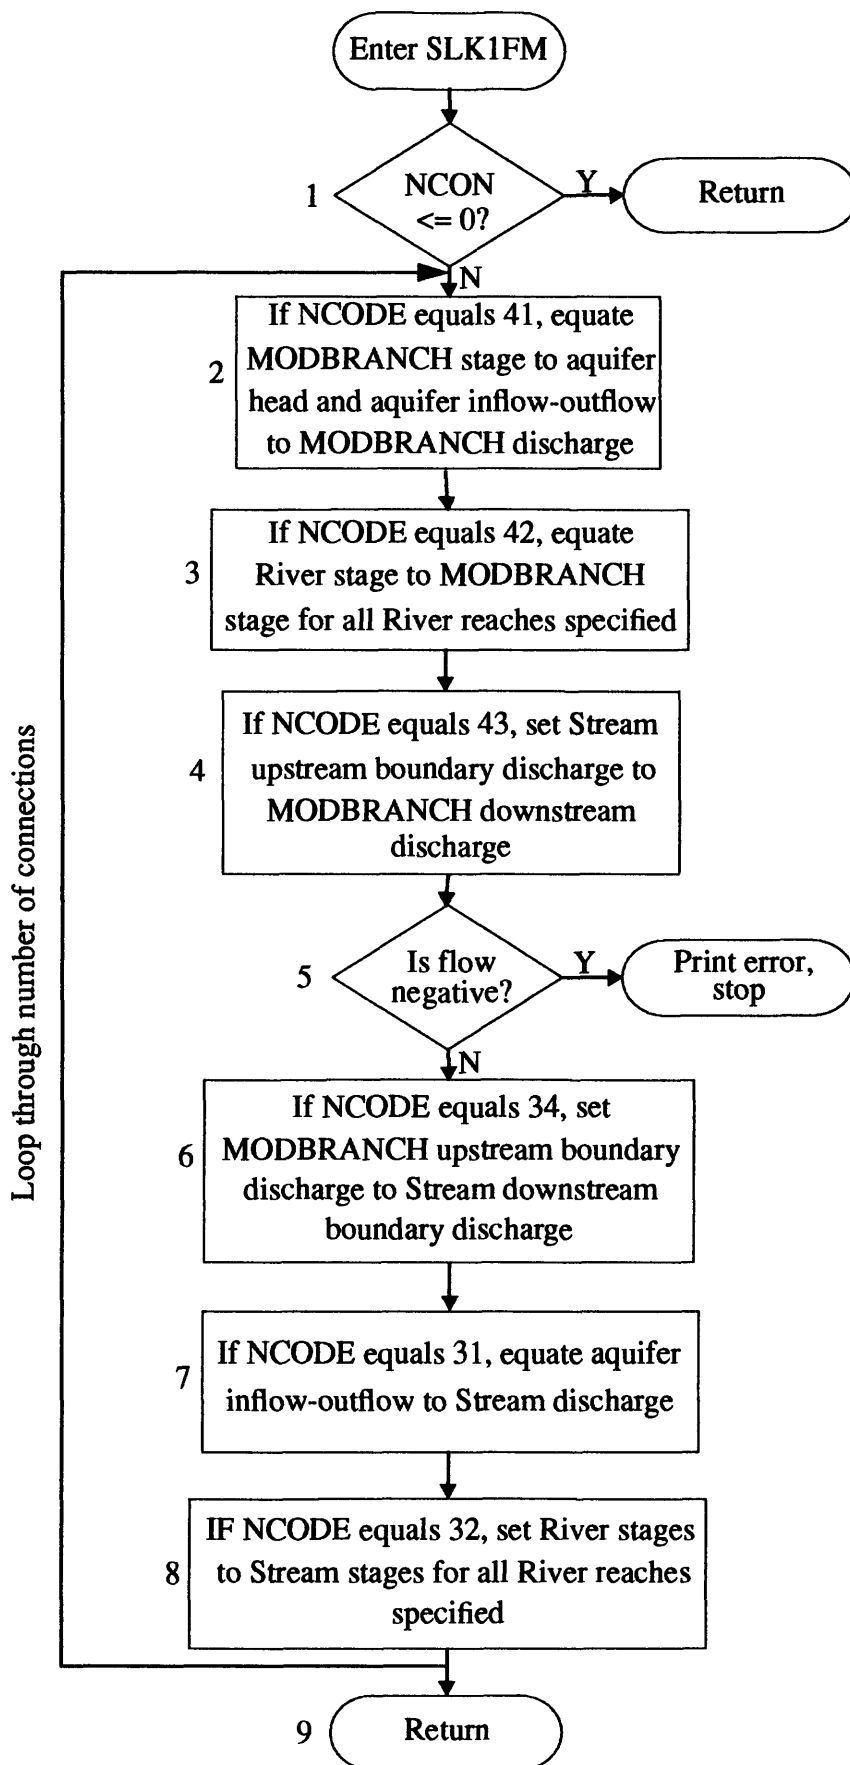 Enter SLK1FM
1
NCON
<= 0?
Y
Return
N
2
If NCODE equals 41, equate
MODBRANCH stage to aquifer
head and aquifer inflow-outflow
to MODBRANCH discharge
3
If NCODE equals 42, equate
River stage to MODBRANCH
stage for all River reaches specified
4
If NCODE equals 43, set Stream
upstream boundary discharge to
MODBRANCH downstream
discharge
Loop through number of connections
5
Is flow
negative?
Y
Print error,
stop
N
6
If NCODE equals 34, set
MODBRANCH upstream boundary
discharge to Stream downstream
boundary discharge
7
If NCODE equals 31, equate aquifer
inflow-outflow to Stream discharge
8
IF NCODE equals 32, set River stages
to Stream stages for all River reaches
specified
9
Return